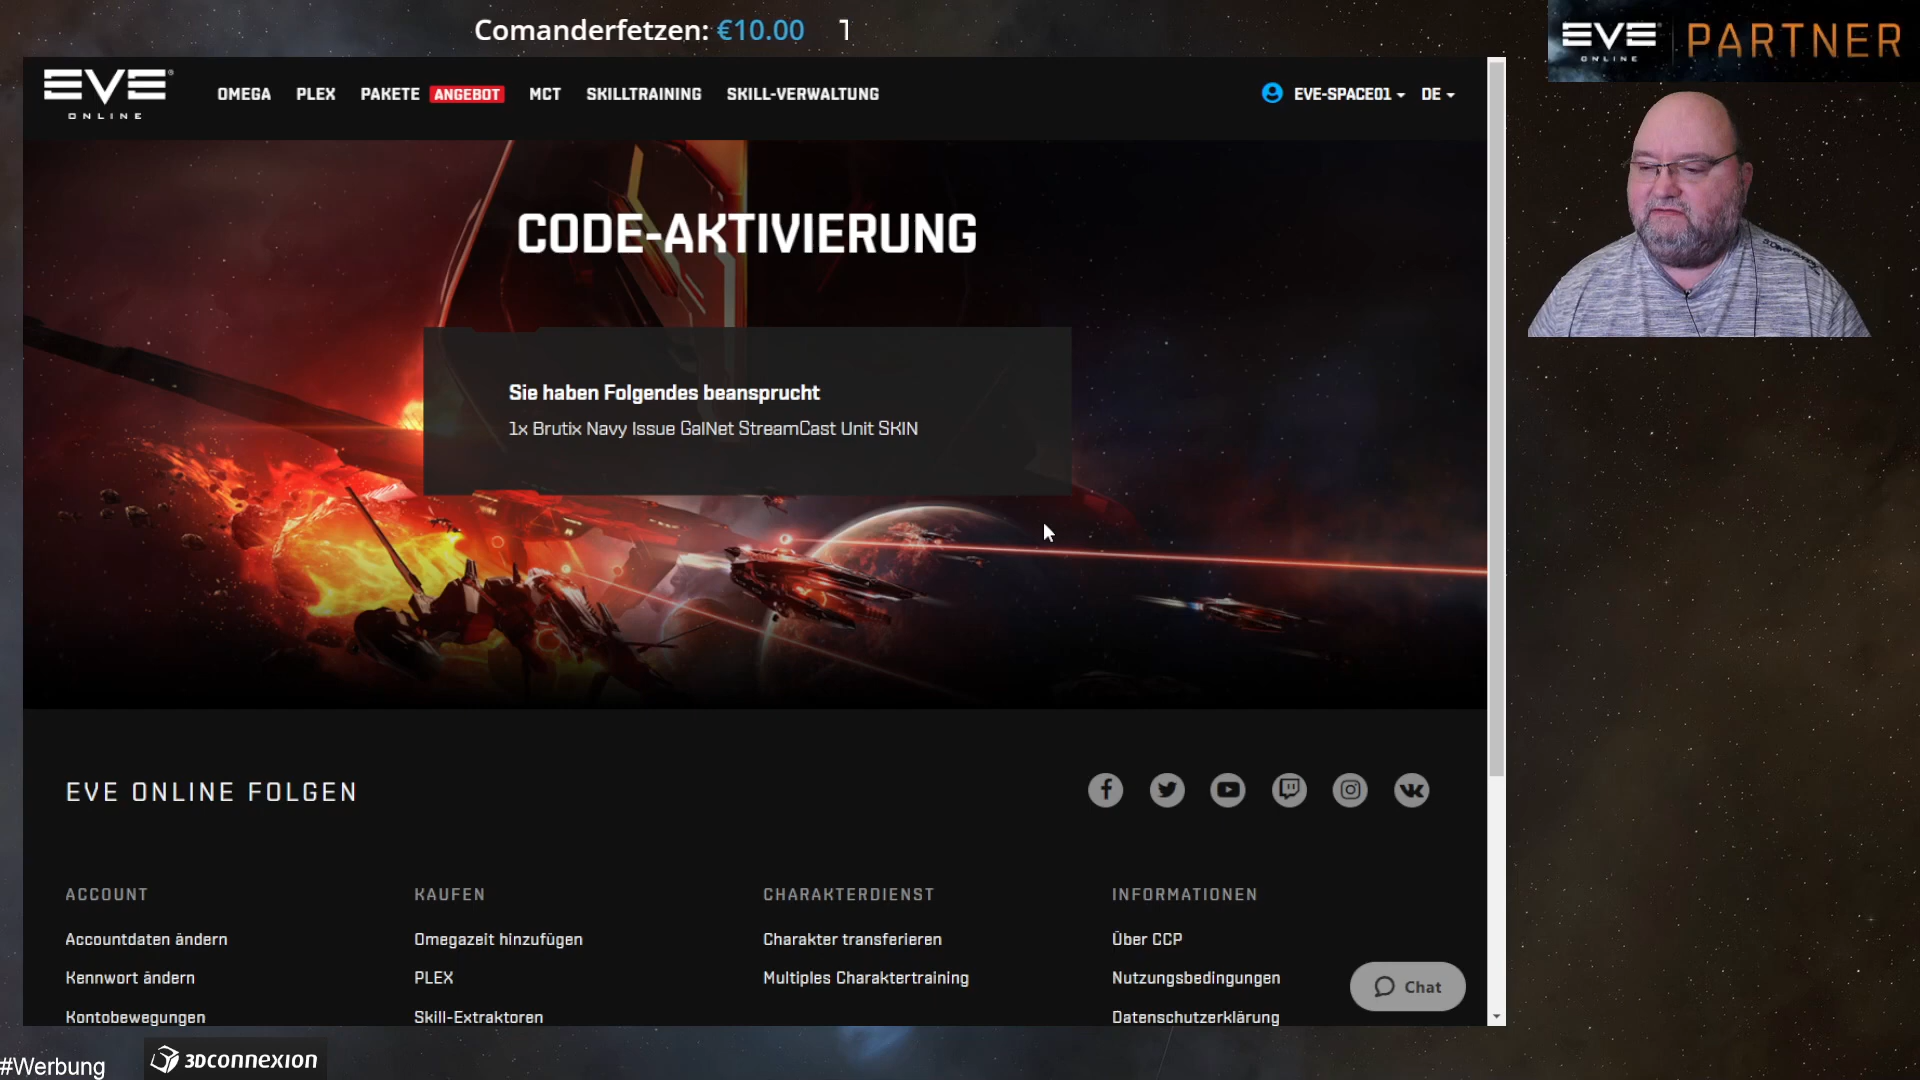 Comanderfetzen: €10.00 1
EVE ONLINE PARTNER
EVE ONLINE
OMEGA PLEX PAKETE ANGEBOT MCT SKILLTRAINING SKILL-VERWALTUNG
EVE-SPACE01 DE
CODE-AKTIVIERUNG
Sie haben Folgendes beansprucht
1x Brutix Navy Issue GalNet StreamCast Unit SKIN
EVE ONLINE FOLGEN
ACCOUNT
Accountdaten ändern
Kennwort ändern
Kontobewegungen
KAUFEN
Omegazeit hinzufügen
PLEX
Skill-Extraktoren
CHARAKTERDIENST
Charakter transferieren
Multiples Charaktertraining
INFORMATIONEN
Über CCP
Nutzungsbedingungen
Datenschutzerklärung
Chat
#Werbung
3DCONNEXION